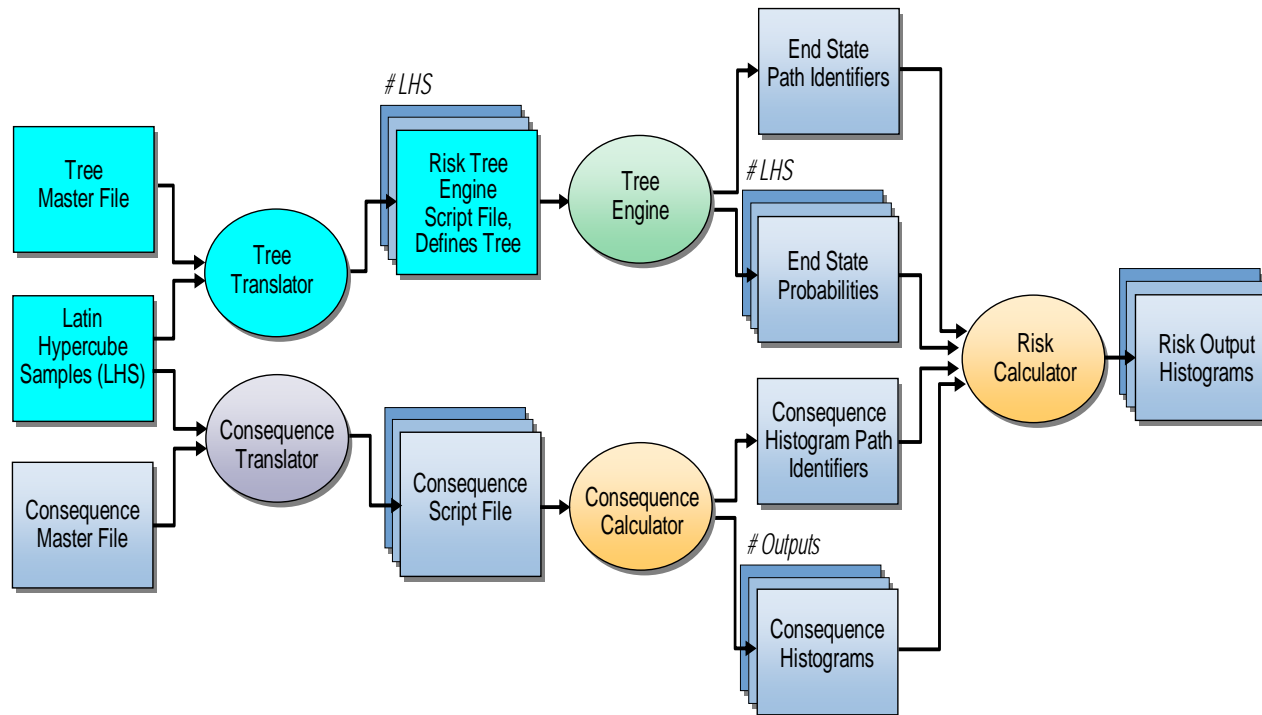 End State
Path Identifiers
# LHS
Tree
Master File
Risk Tree
Engine
Script File,
Defines Tree
Tree
Engine
# LHS
End State
Probabilities
Tree
Translator
Latin
Hypercube
Samples (LHS)
Risk
Calculator
Risk Output
Histograms
Consequence
Translator
Consequence
Histogram Path
Identifiers
Consequence
Master File
Consequence
Script File
Consequence
Calculator
# Outputs
Consequence
Histograms